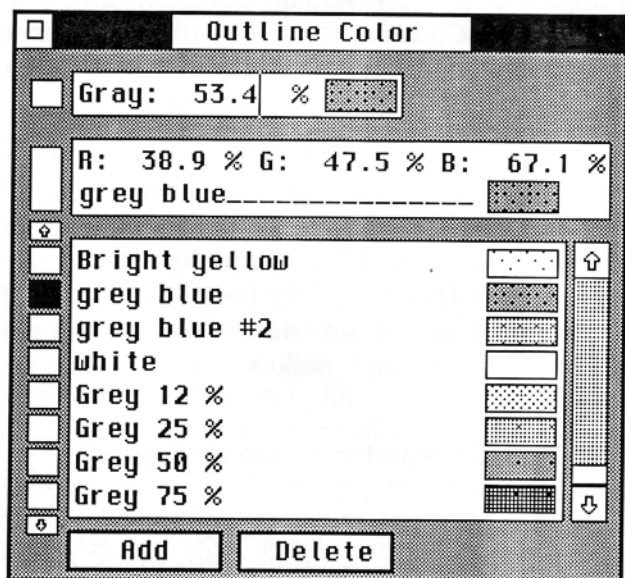 Outline Color
Gray: 53.4 %
R: 38.9 % G: 47.5 % B: 67.1 %
grey blue_______________
Bright yellow
grey blue
grey blue #2
white
Grey 12 %
Grey 25 %
Grey 50 %
Grey 75 %
Add Delete